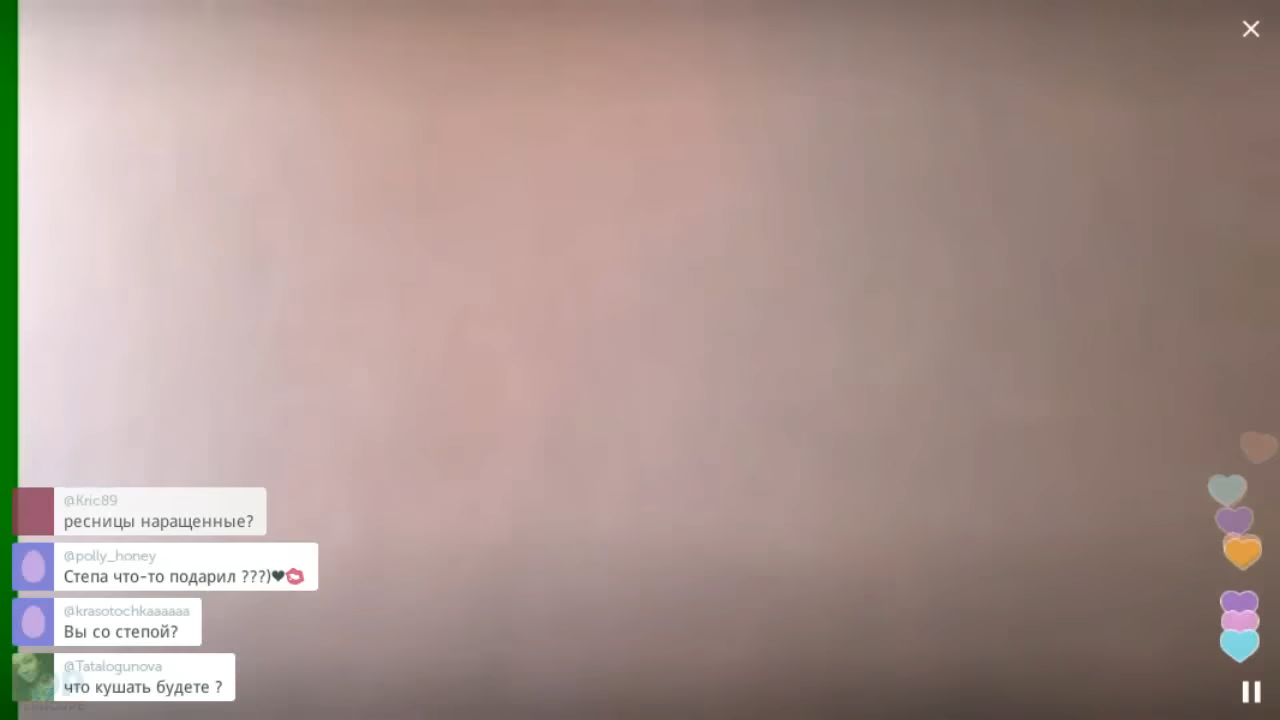 @Kric89
ресницы наращенные?
@polly_honey
Степа что-то подарил ???)❤💋
@krasotochkaaaaaa
Вы со степой?
@Tatalogunova
что кушать будете ?